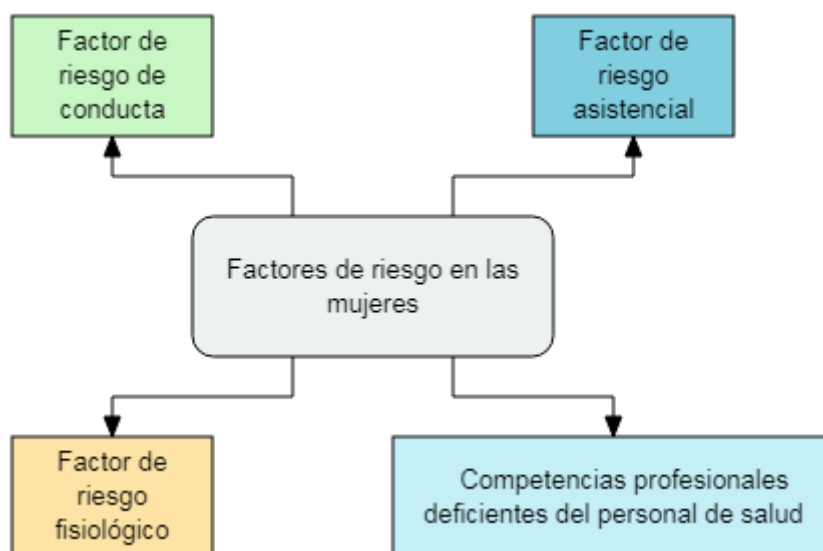 Factor de
riesgo de
conducta
Factor de
riesgo
asistencial
Factores de riesgo en las
mujeres
Factor de
riesgo
fisiológico
Competencias profesionales
deficientes del personal de salud